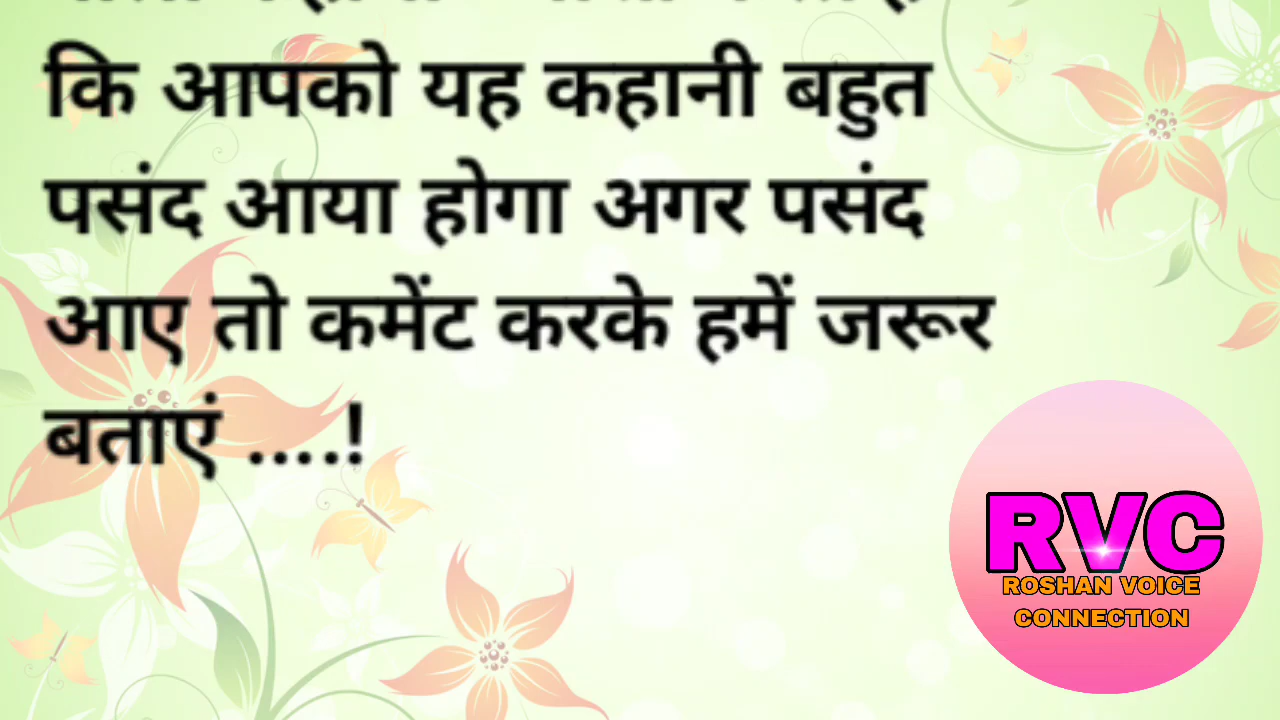 कि आपको यह कहानी बहुत
पसंद आया होगा अगर पसंद
आए तो कमेंट करके हमें जरूर
बताएं ....!
RVC
ROSHAN VOICE
CONNECTION